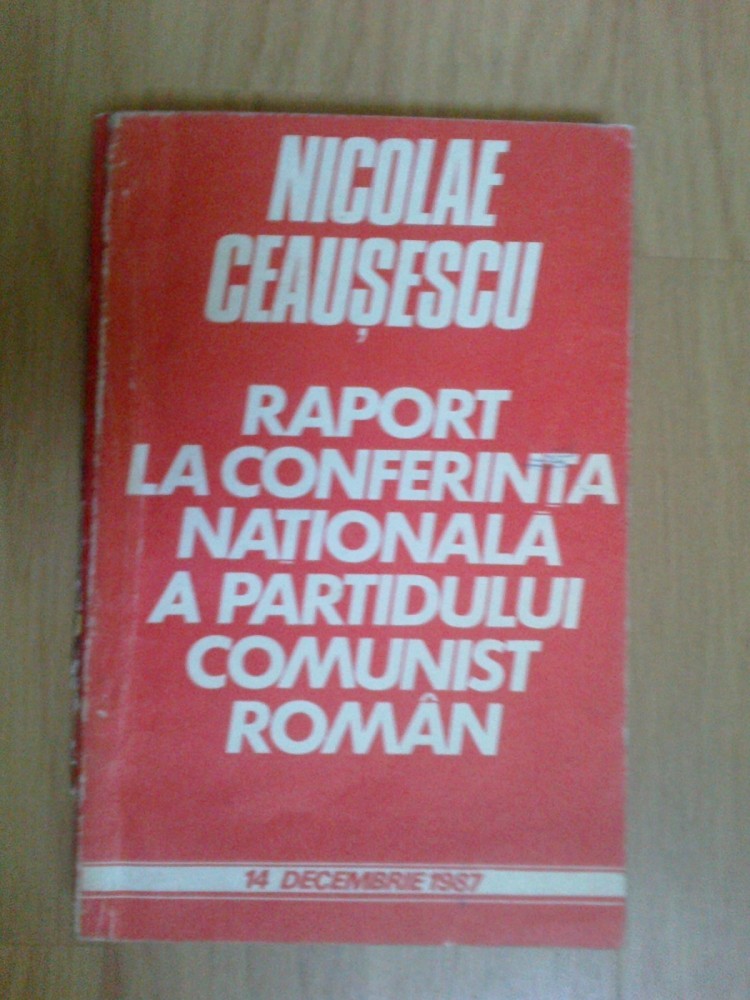 NICOLAE
CEAUȘESCU
RAPORT
LA CONFERINȚA
NAȚIONALĂ
A PARTIDULUI
COMUNIST
ROMÂN
14 DECEMBRIE 1987